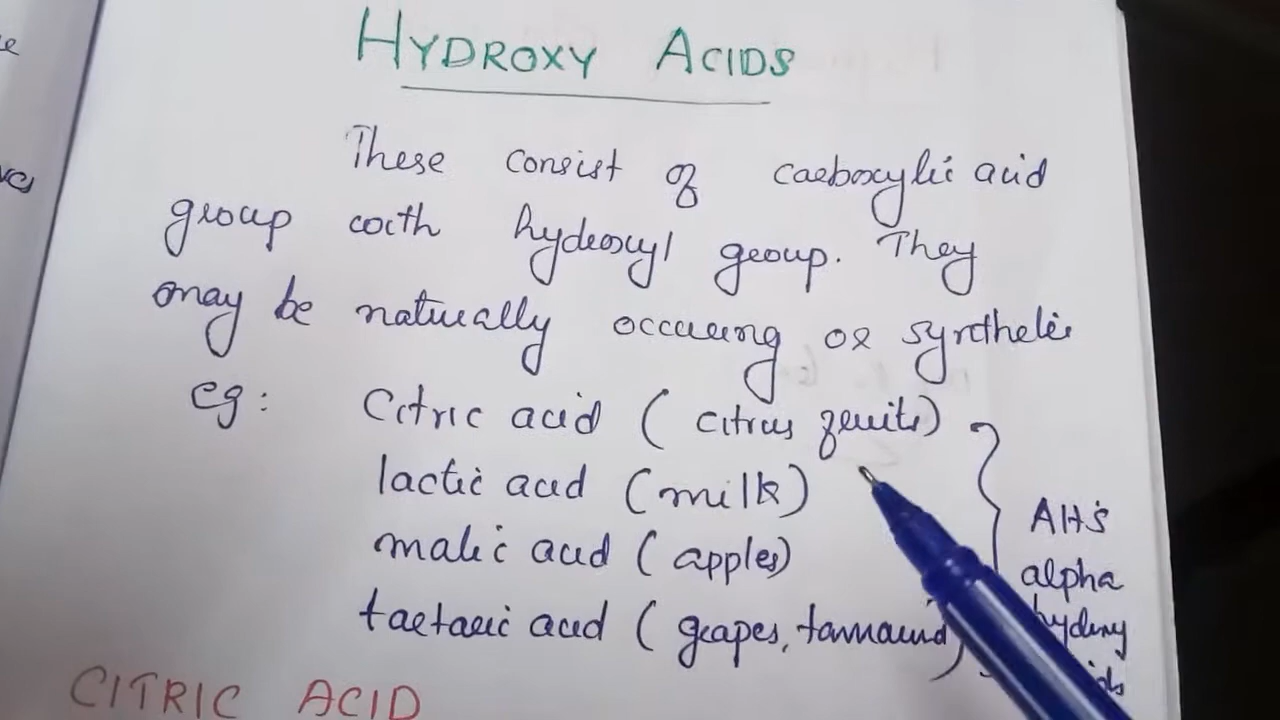 HYDROXY ACIDS
These consist of carboxylic acid
group with hydroxyl group. They
may be naturally occuring or synthetic
eg: Citric acid ( citrus fruits)
lactic acid (milk)
malic acid ( apples)
tartaric acid ( grapes, tamarind)
AHS
alpha
hydroxy
CITRIC ACID